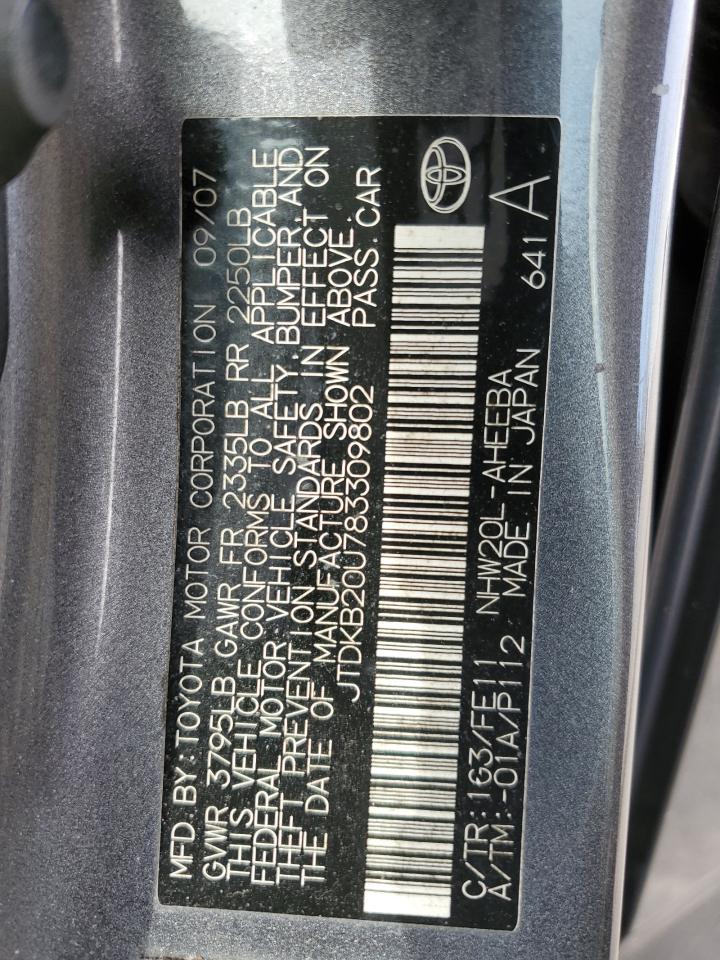 MFD. BY: TOYOTA MOTOR CORPORATION 09/07
GVWR 3795LB GAWR FR 2335LB RR 2250LB
THIS VEHICLE CONFORMS TO ALL APPLICABLE
FEDERAL MOTOR VEHICLE SAFETY, BUMPER, AND
THEFT PREVENTION STANDARDS IN EFFECT ON
THE DATE OF MANUFACTURE SHOWN ABOVE.
JTDKB20U783309802 PASS. CAR
C/TR: 1G3/FE11 NHW20L-AHEEBA
A/TM: -01A/P112 MADE IN JAPAN 641 A